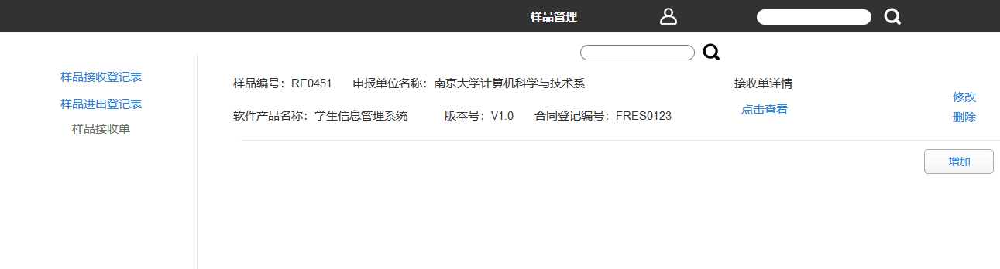 样品管理
样品接收登记表
样品进出登记表
样品接收单
样品编号：RE0451 申报单位名称：南京大学计算机科学与技术系
接收单详情
软件产品名称：学生信息管理系统 版本号：V1.0 合同登记编号：FRES0123
点击查看
修改
删除
增加